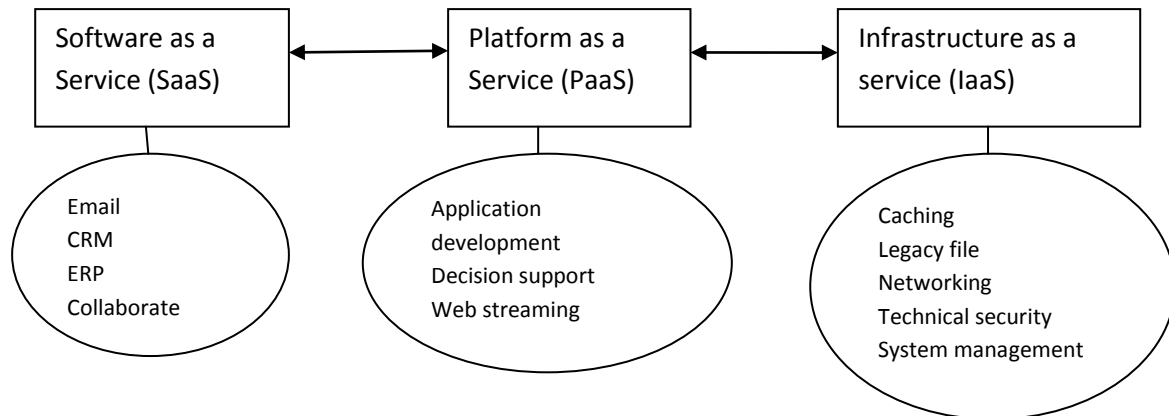 Software as a
Service (SaaS)
Platform as a
Service (PaaS)
Infrastructure as a
service (IaaS)
Email
CRM
ERP
Collaborate
Application
development
Decision support
Web streaming
Caching
Legacy file
Networking
Technical security
System management